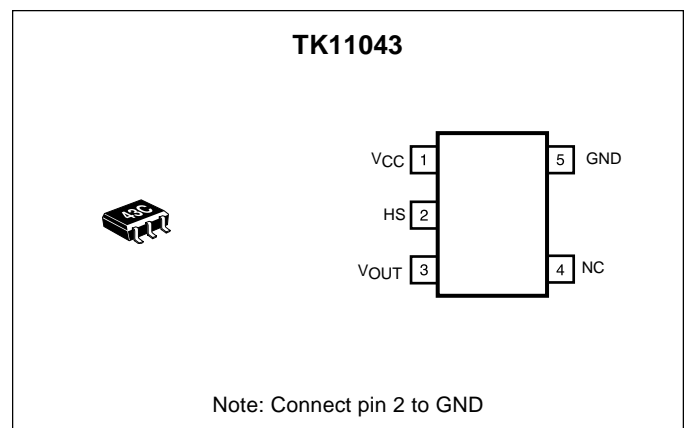 TK11043
43C
VCC 1
5 GND
HS 2
VOUT 3
4 NC
Note: Connect pin 2 to GND